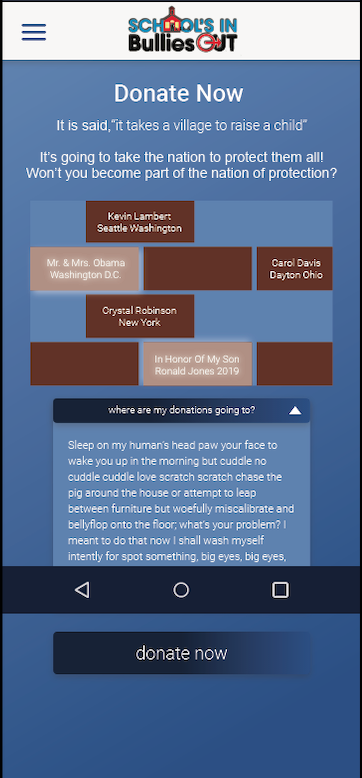 SCHOOL'S IN
BulliesOUT
Donate Now
It is said,“it takes a village to raise a child”
It’s going to take the nation to protect them all!
Won’t you become part of the nation of protection?
Kevin Lambert
Seattle Washington
Mr. & Mrs. Obama
Washington D.C.
Carol Davis
Dayton Ohio
Crystal Robinson
New York
In Honor Of My Son
Ronald Jones 2019
where are my donations going to?
Sleep on my human's head paw your face to
wake you up in the morning but cuddle no
cuddle cuddle love scratch scratch chase the
pig around the house or attempt to leap
between furniture but woefully miscalibrate and
bellyflop onto the floor; what's your problem? I
meant to do that now I shall wash myself
intently for spot something, big eyes, big eyes,
donate now